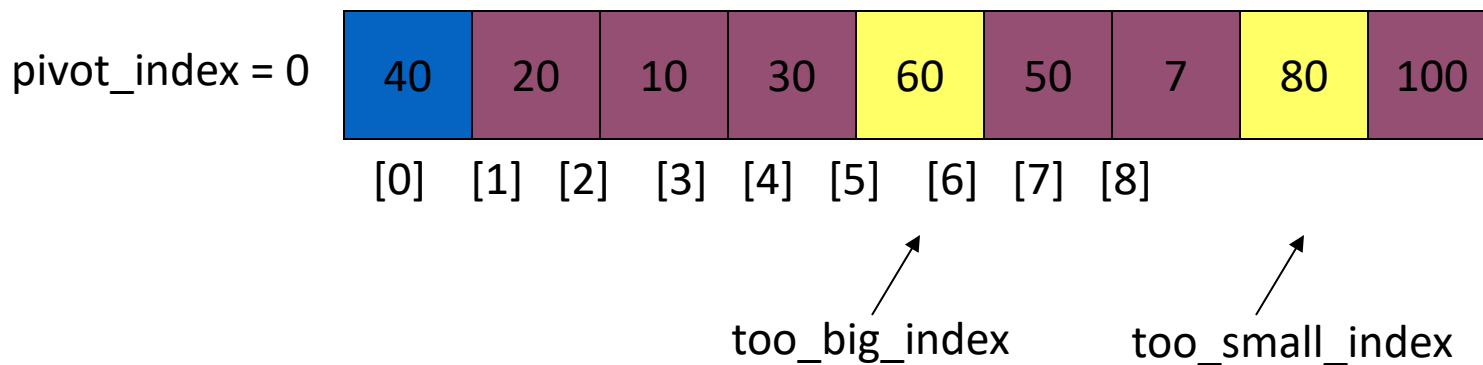 pivot_index = 0 40 20 10 30 60 50 7 80 100
[0] [1] [2] [3] [4] [5] [6] [7] [8]
too_big_index too_small_index